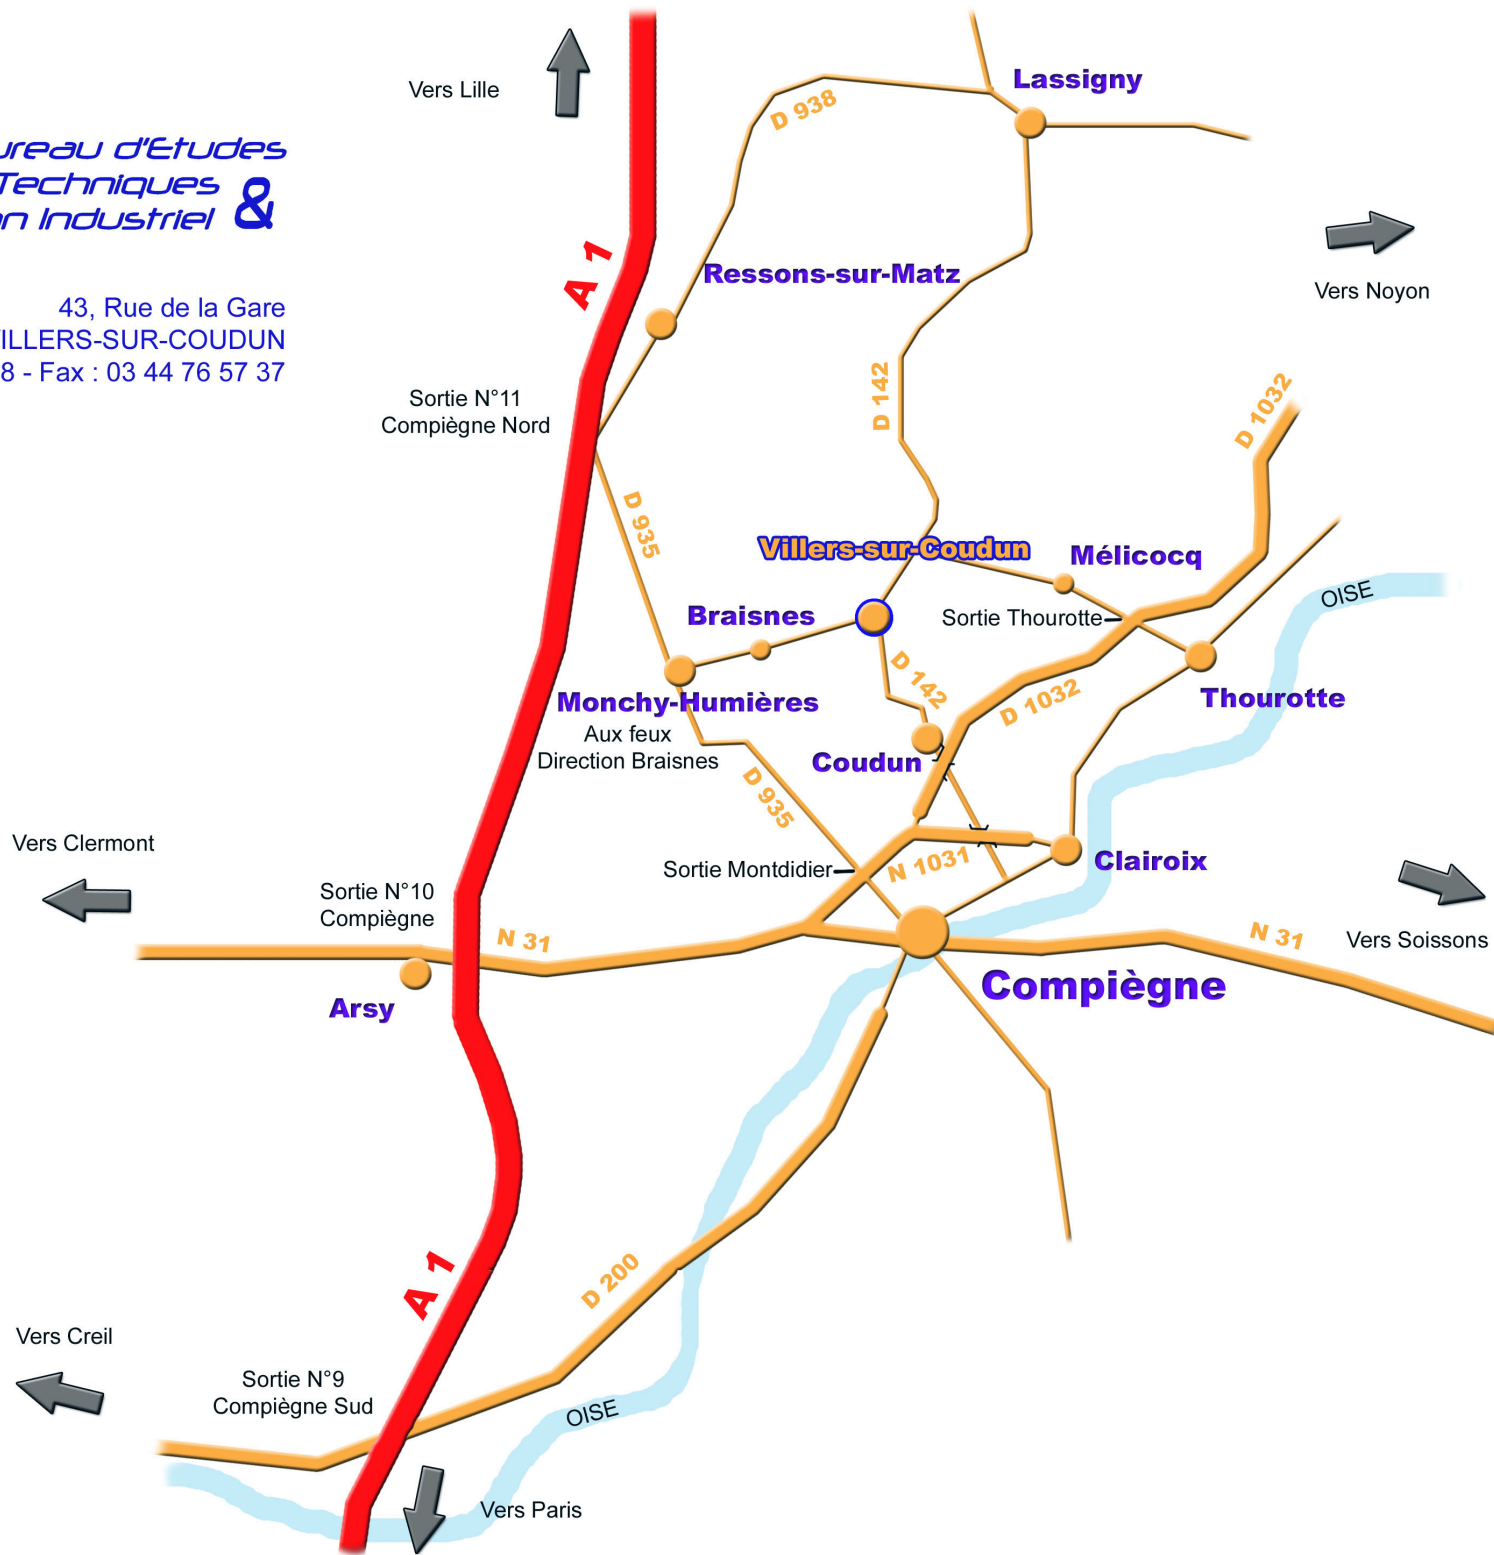 Vers Lille
Lassigny
D 938
d'Etudes
Techniques
Industriel &
A 1
Ressons-sur-Matz
Vers Noyon
43, Rue de la Gare
VILLERS-SUR-COUDUN
8 - Fax : 03 44 76 57 37
Sortie N°11
Compiègne Nord
D 142
D 1032
D 935
Villers-sur-Coudun
Mélicocq
OISE
Braisnes
Sortie Thourotte
D 142
D 1032
Thourotte
Monchy-Humières
Aux feux
Direction Braisnes
Coudun
D 935
Vers Clermont
Sortie Montdidier
N 1031
Clairoix
Sortie N°10
Compiègne
N 31
N 31
Vers Soissons
Arsy
Compiègne
A 1
D 200
Vers Creil
Sortie N°9
Compiègne Sud
OISE
Vers Paris